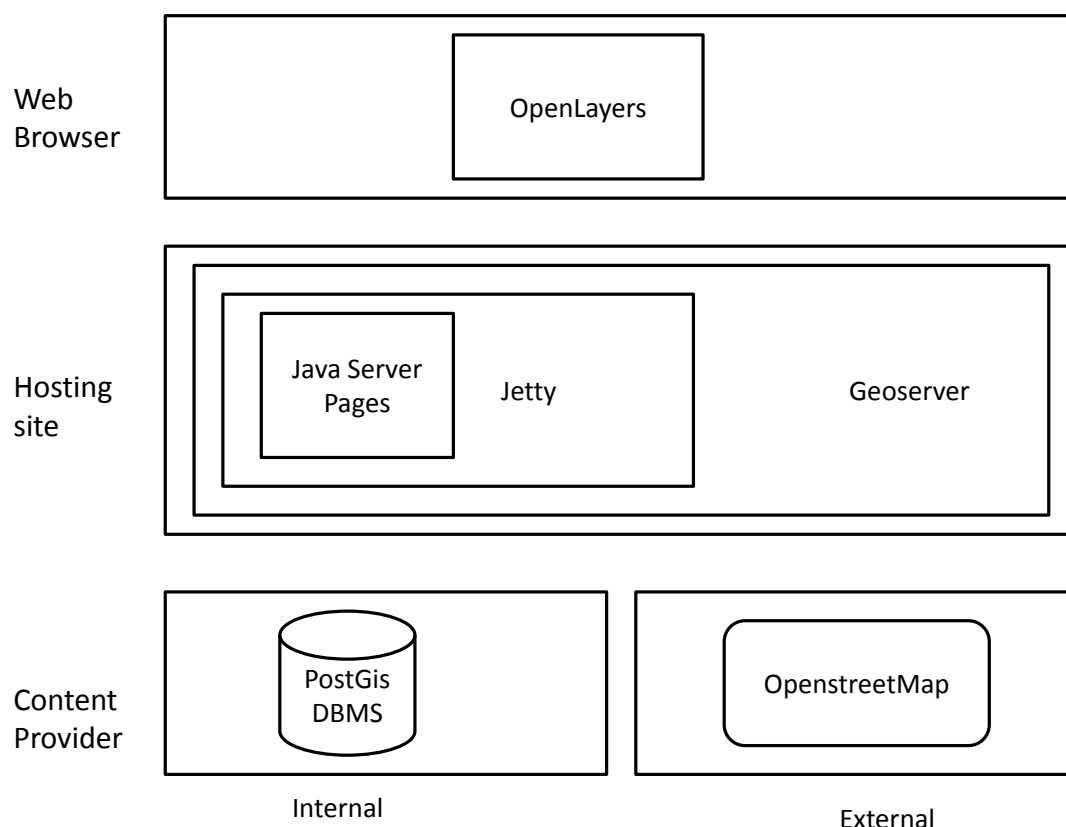 Web
Browser
OpenLayers
Hosting
site
Java Server
Pages
Jetty
Geoserver
Content
Provider
PostGis
DBMS
OpenstreetMap
Internal
External